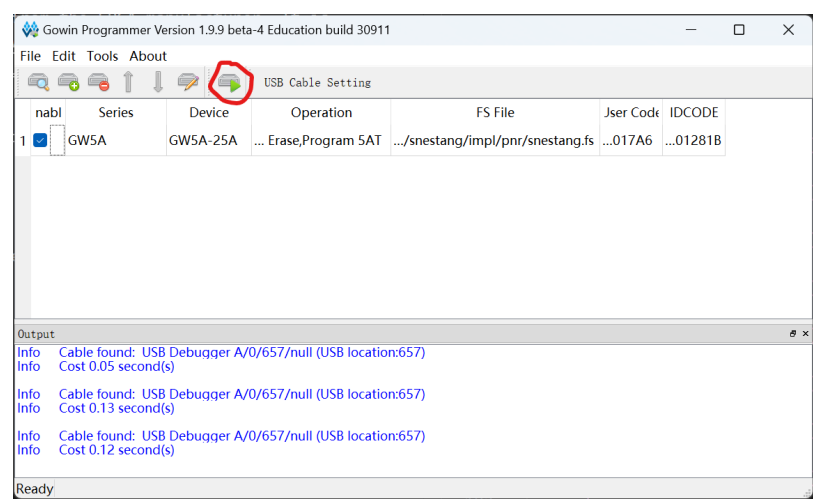 Gowin Programmer Version 1.9.9 beta-4 Education build 30911
File Edit Tools About
USB Cable Setting
nabl Series Device Operation FS File Jser Code IDCODE
1 GW5A GW5A-25A ... Erase,Program 5AT .../snestang/impl/pnr/snestang.fs ...017A6 ...01281B
Output
Info Cable found: USB Debugger A/0/657/null (USB location:657)
Info Cost 0.05 second(s)
Info Cable found: USB Debugger A/0/657/null (USB location:657)
Info Cost 0.13 second(s)
Info Cable found: USB Debugger A/0/657/null (USB location:657)
Info Cost 0.12 second(s)
Ready